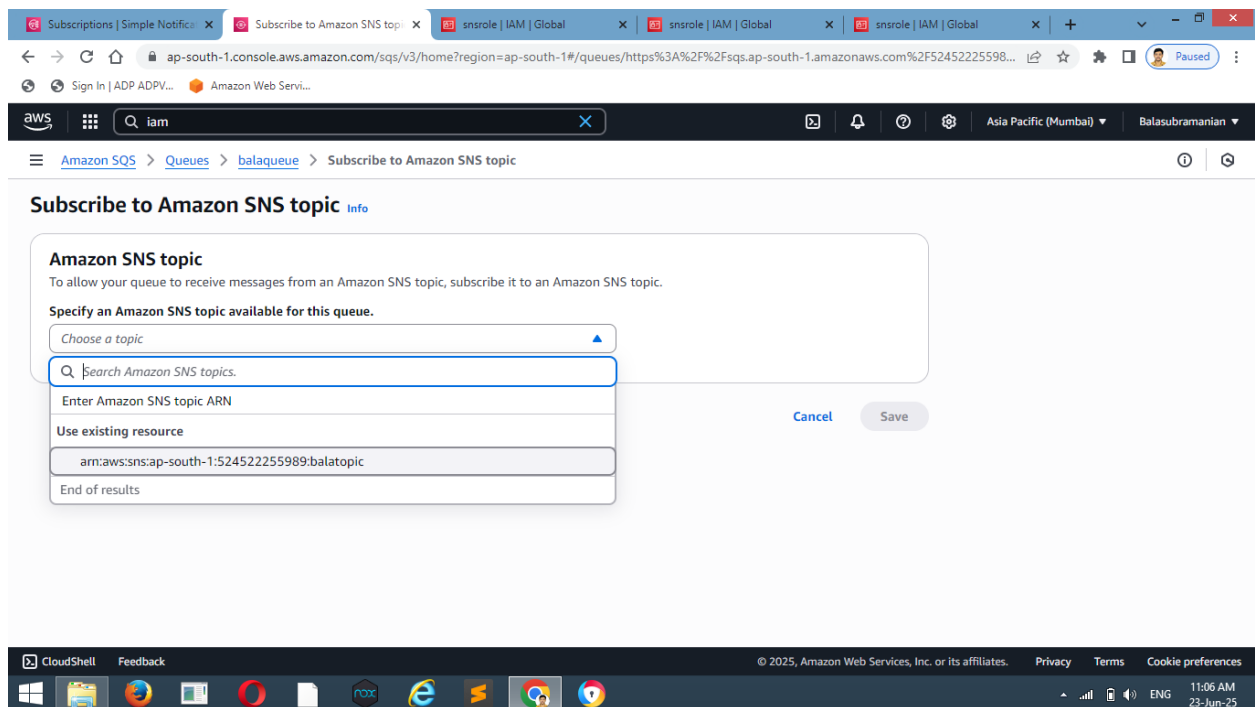 Subscriptions | Simple Notifica
Subscribe to Amazon SNS topi
snsrole | IAM | Global
snsrole | IAM | Global
snsrole | IAM | Global
ap-south-1.console.aws.amazon.com/sqs/v3/home?region=ap-south-1#/queues/https%3A%2F%2Fsqs.ap-south-1.amazonaws.com%2F52452225598...
Paused
Sign In | ADP ADPV...
Amazon Web Servi...
aws
iam
Asia Pacific (Mumbai)
Balasubramanian
Amazon SQS > Queues > balaqueue > Subscribe to Amazon SNS topic
Subscribe to Amazon SNS topic Info
Amazon SNS topic
To allow your queue to receive messages from an Amazon SNS topic, subscribe it to an Amazon SNS topic.
Specify an Amazon SNS topic available for this queue.
Choose a topic
Search Amazon SNS topics.
Enter Amazon SNS topic ARN
Use existing resource
arn:aws:sns:ap-south-1:524522255989:balatopic
End of results
Cancel
Save
CloudShell
Feedback
© 2025, Amazon Web Services, Inc. or its affiliates.
Privacy
Terms
Cookie preferences
nox
ENG
11:06 AM
23-Jun-25